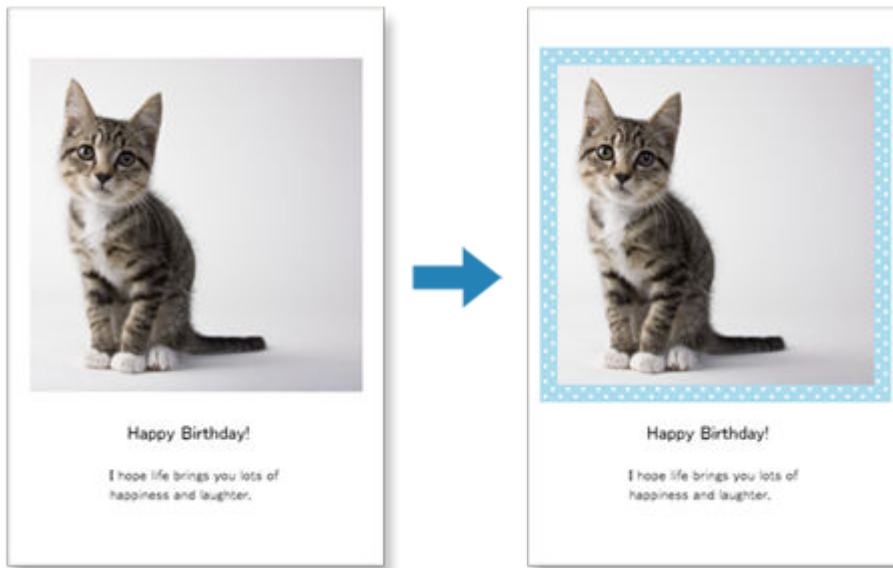 Happy Birthday!
I hope life brings you lots of
happiness and laughter.
Happy Birthday!
I hope life brings you lots of
happiness and laughter.